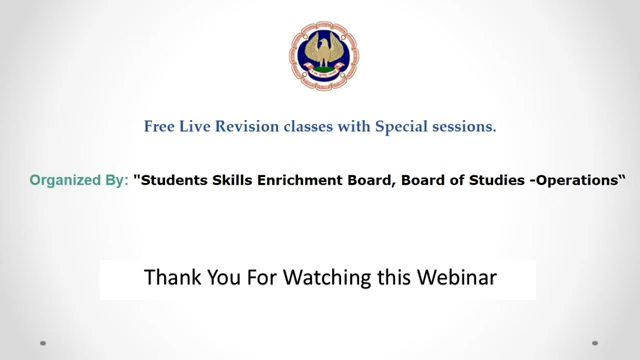 Free Live Revision classes with Special sessions.
Organized By: "Students Skills Enrichment Board, Board of Studies -Operations“
Thank You For Watching this Webinar